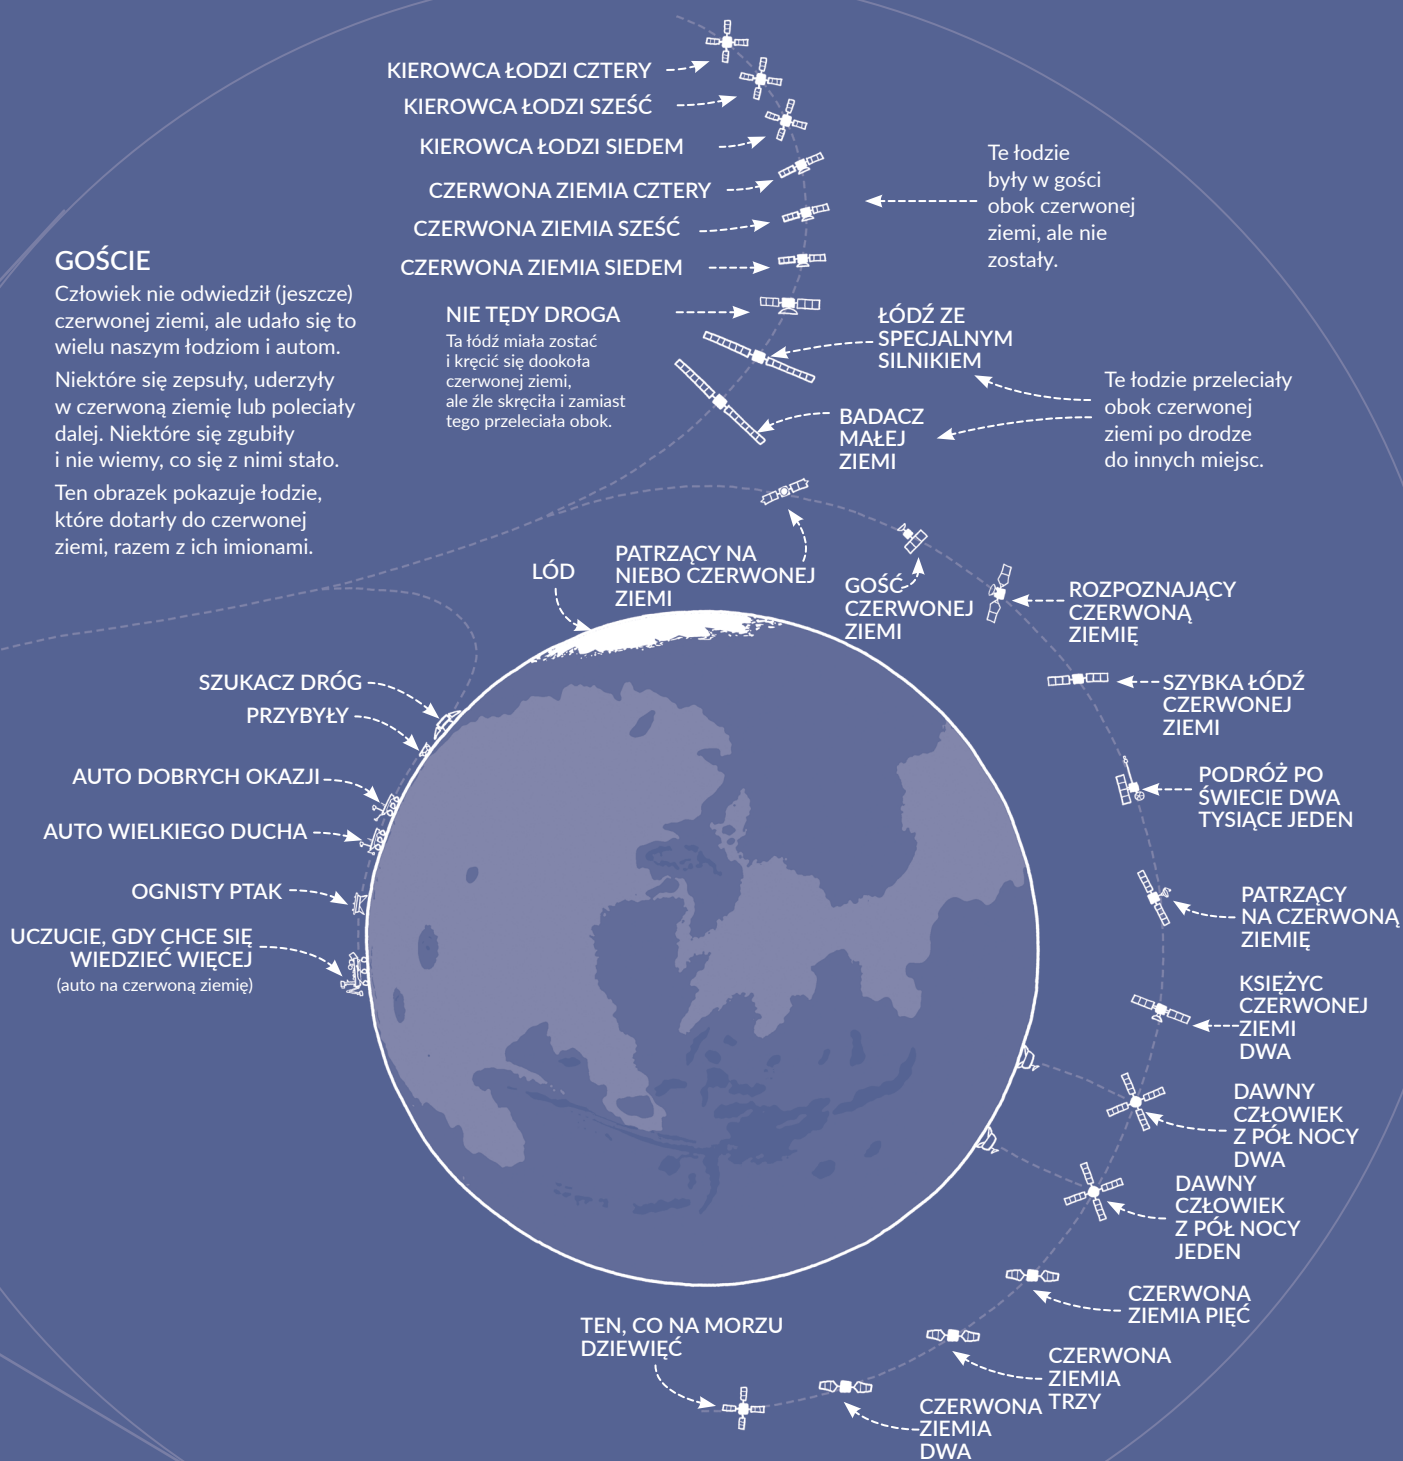 KIEROWCA ŁODZI CZTERY
KIEROWCA ŁODZI SZEŚĆ
KIEROWCA ŁODZI SIEDEM
CZERWONA ZIEMIA CZTERY
CZERWONA ZIEMIA SZEŚĆ
CZERWONA ZIEMIA SIEDEM
Te łodzie
były w gości
obok czerwonej
ziemi, ale nie
zostały.
GOŚCIE
Człowiek nie odwiedził (jeszcze)
czerwonej ziemi, ale udało się to
wielu naszym łodziom i autom.
Niektóre się zepsuły, uderzyły
w czerwoną ziemię lub poleciały
dalej. Niektóre się zgubiły
i nie wiemy, co się z nimi stało.
Ten obrazek pokazuje łodzie,
które dotarły do czerwonej
ziemi, razem z ich imionami.
NIE TĘDY DROGA
Ta łódź miała zostać
i kręcić się dookoła
czerwonej ziemi,
ale źle skręciła i zamiast
tego przeleciała obok.
ŁÓDŹ ZE
SPECJALNYM
SILNIKIEM
BADACZ
MAŁEJ
ZIEMI
Te łodzie przeleciały
obok czerwonej
ziemi po drodze
do innych miejsc.
LÓD
PATRZĄCY NA
NIEBO CZERWONEJ
ZIEMI
GOŚĆ
CZERWONEJ
ZIEMI
ROZPOZNAJĄCY
CZERWONĄ
ZIEMIĘ
SZYBKA ŁÓDŹ
CZERWONEJ
ZIEMI
PODRÓŻ PO
ŚWIECIE DWA
TYSIĄCE JEDEN
PATRZĄCY
NA CZERWONĄ
ZIEMIĘ
KSIĘŻYC
CZERWONEJ
ZIEMI
DWA
DAWNY
CZŁOWIEK
Z PÓŁ NOCY
DWA
DAWNY
CZŁOWIEK
Z PÓŁ NOCY
JEDEN
CZERWONA
ZIEMIA PIĘĆ
CZERWONA
ZIEMIA
TRZY
CZERWONA
ZIEMIA
DWA
TEN, CO NA MORZU
DZIEWIĘĆ
SZUKACZ DRÓG
PRZYBYŁY
AUTO DOBRYCH OKAZJI
AUTO WIELKIEGO DUCHA
OGNISTY PTAK
UCZUCIE, GDY CHCE SIĘ
WIEDZIEĆ WIĘCEJ
(auto na czerwoną ziemię)